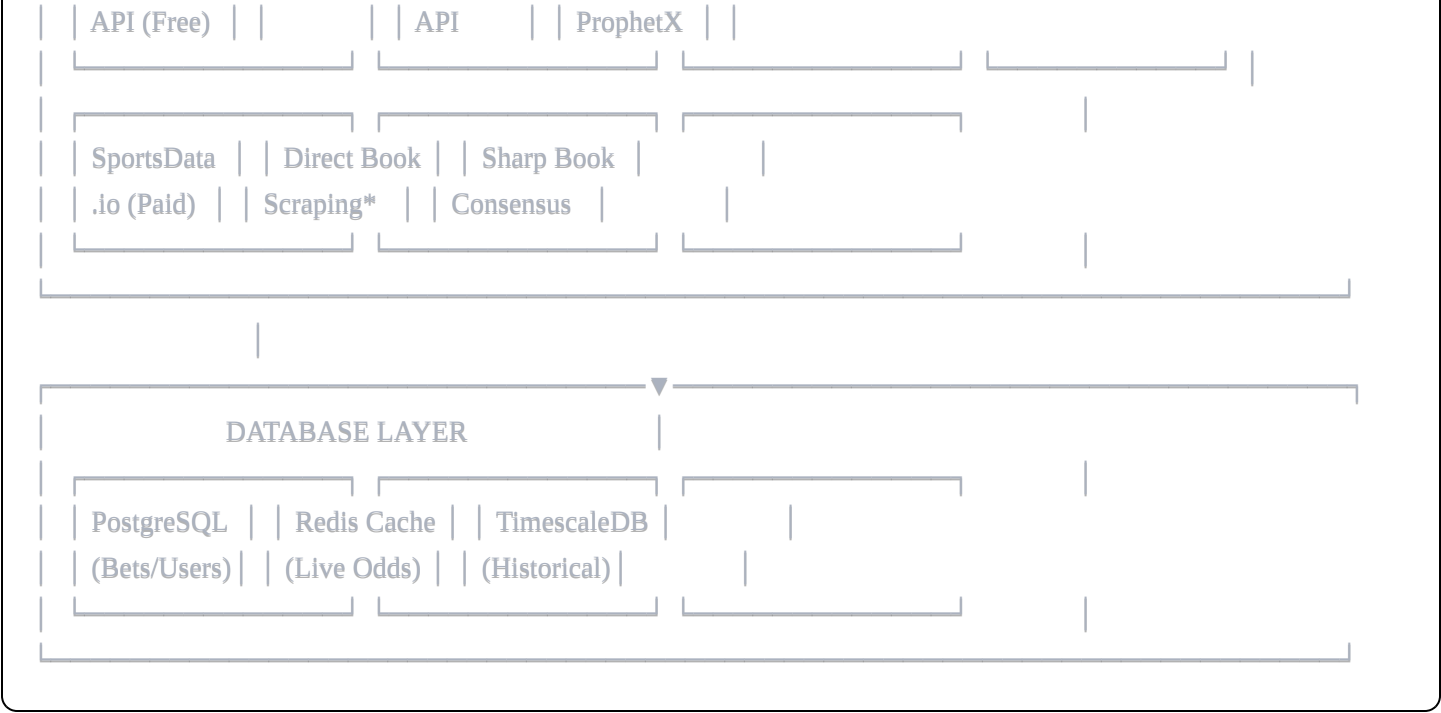 API (Free) API ProphetX
SportsData Direct Book Sharp Book
.io (Paid) Scraping* Consensus
DATABASE LAYER
PostgreSQL Redis Cache TimescaleDB
(Bets/Users) (Live Odds) (Historical)